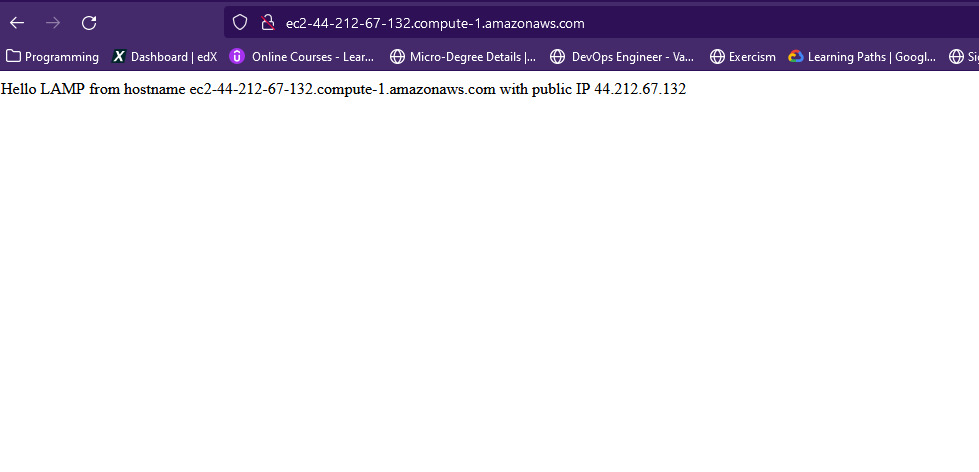 ec2-44-212-67-132.compute-1.amazonaws.com
Programming X Dashboard | edX Online Courses - Lear... Micro-Degree Details |... DevOps Engineer - Va... Exercism Learning Paths | Googl... Si
Hello LAMP from hostname ec2-44-212-67-132.compute-1.amazonaws.com with public IP 44.212.67.132